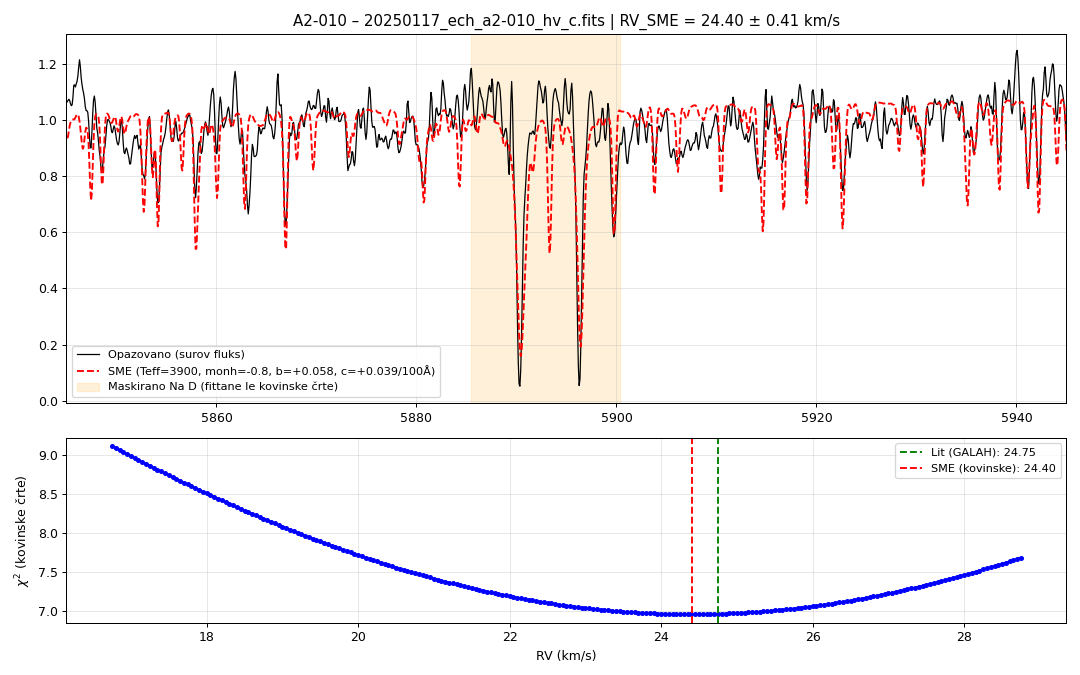 A2-010 – 20250117_ech_a2-010_hv_c.fits | RV_SME = 24.40 ± 0.41 km/s
1.2
1.0
0.8
0.6
0.4
0.2
0.0
Opazovano (surov fluks)
SME (Teff=3900, monh=-0.8, b=+0.058, c=+0.039/100Å)
Maskirano Na D (fittane le kovinske črte)
5860 5880 5900 5920 5940
χ² (kovinske črte)
9.0
8.5
8.0
7.5
7.0
Lit (GALAH): 24.75
SME (kovinske): 24.40
18 20 22 24 26 28
RV (km/s)